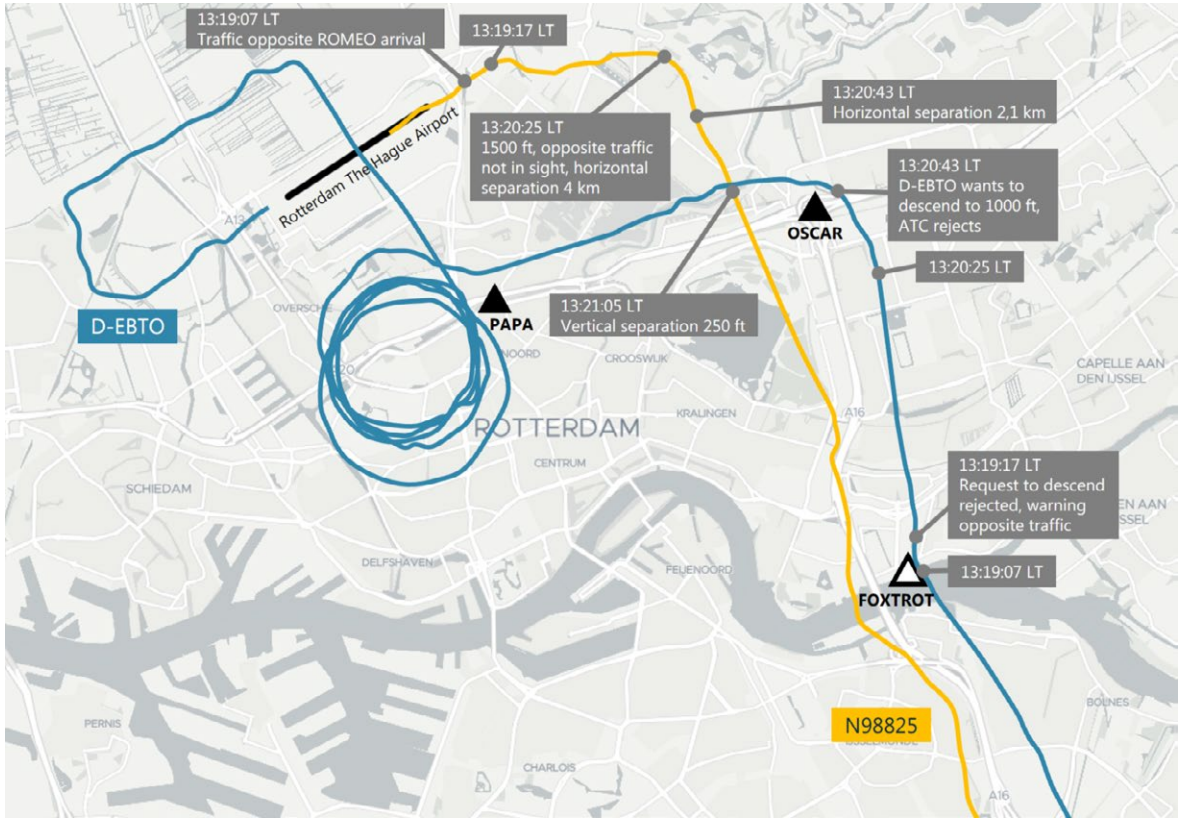 13:19:07 LT
Traffic opposite ROMEO arrival
13:19:17 LT
13:20:25 LT
1500 ft, opposite traffic
not in sight, horizontal
separation 4 km
13:20:43 LT
Horizontal separation 2,1 km
13:20:43 LT
D-EBTO wants to
descend to 1000 ft,
ATC rejects
Rotterdam The Hague Airport
A13
OSCAR
13:20:25 LT
13:21:05 LT
Vertical separation 250 ft
D-EBTO
OVERSCHIE
PAPA
NOORD
CROOSWIJK
CAPELLE AAN
DEN IJSSEL
A20
KRALINGEN
A16
ROTTERDAM
CENTRUM
SCHIEDAM
13:19:17 LT
Request to descend
rejected, warning
opposite traffic
EN AAN
SSEL
DELFSHAVEN
FEIJENOORD
13:19:07 LT
FOXTROT
N98825
PERNIS
BOLNES
CHARLOIS
A16